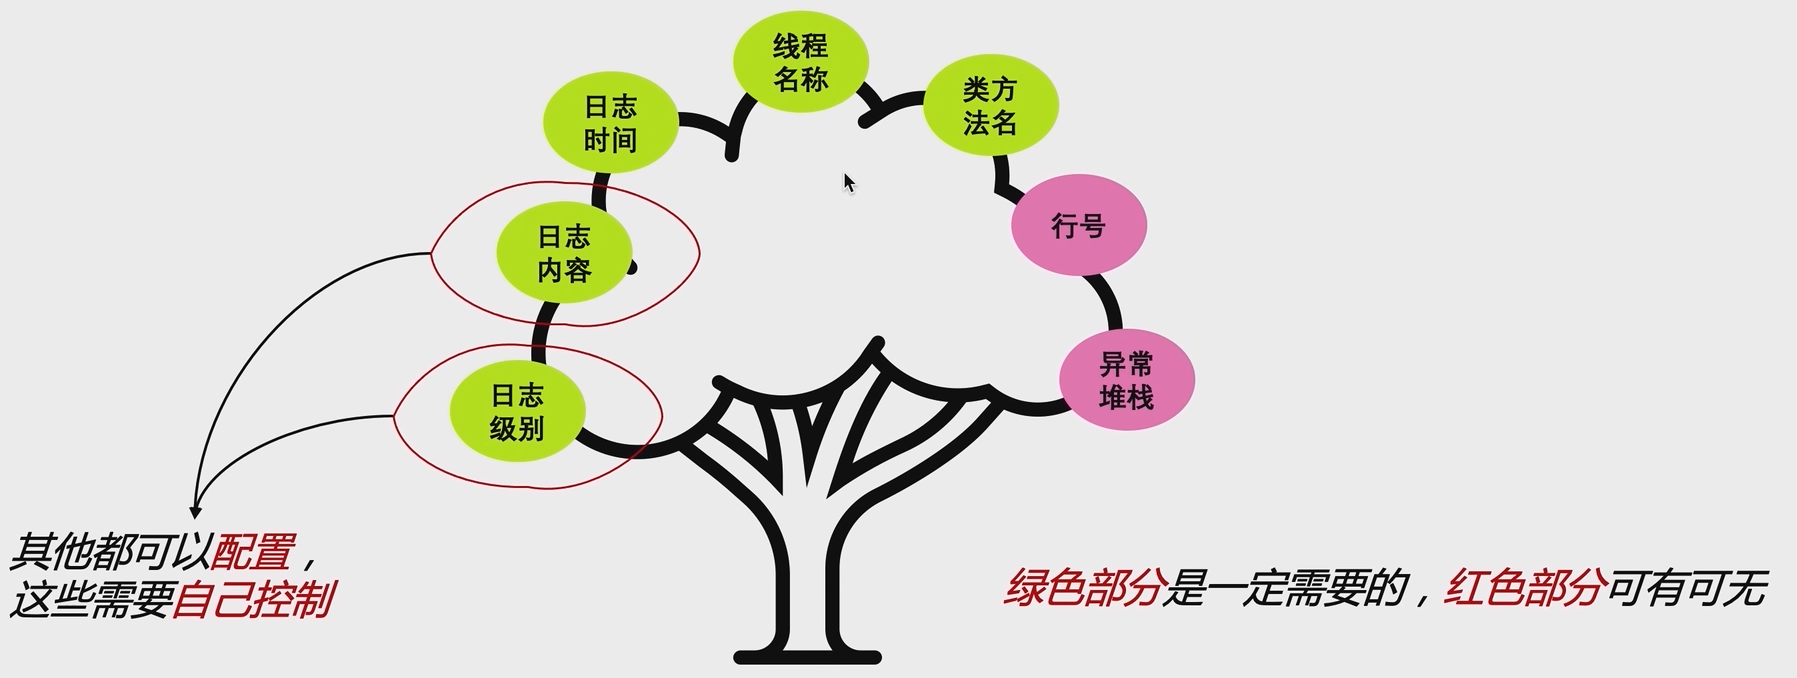 线程
名称
类方
法名
日志
时间
行号
日志
内容
异常
堆栈
日志
级别
其他都可以配置，
这些需要自己控制
绿色部分是一定需要的，红色部分可有可无